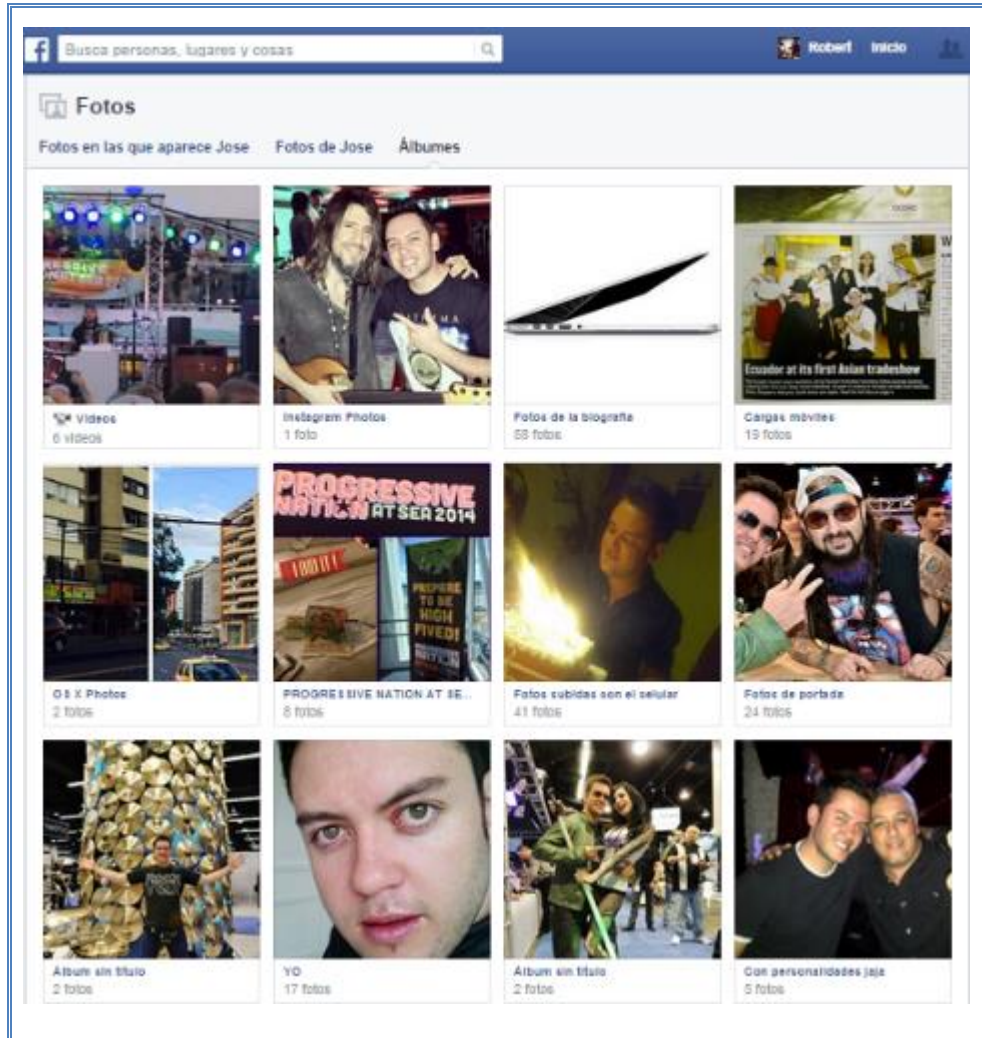 f
Busca personas, lugares y cosas
Robert Inicio
Fotos
Fotos en las que aparece Jose Fotos de Jose Álbumes
Videos
6 videos
Instagram Photos
1 foto
Fotos de la biografía
58 fotos
Ecuador at its first Asian tradeshow
Cargas móviles
19 fotos
OS X Photos
2 fotos
PROGRESSIVE
NATION AT SEA 2014
PREPARE
TO BE
HIGH
FIVED!
NATION
PROGRESSIVE NATION AT SE...
8 fotos
Fotos subidas con el celular
41 fotos
Fotos de portada
24 fotos
Álbum sin título
2 fotos
YO
17 fotos
Álbum sin título
2 fotos
Con personalidades jaja
5 fotos